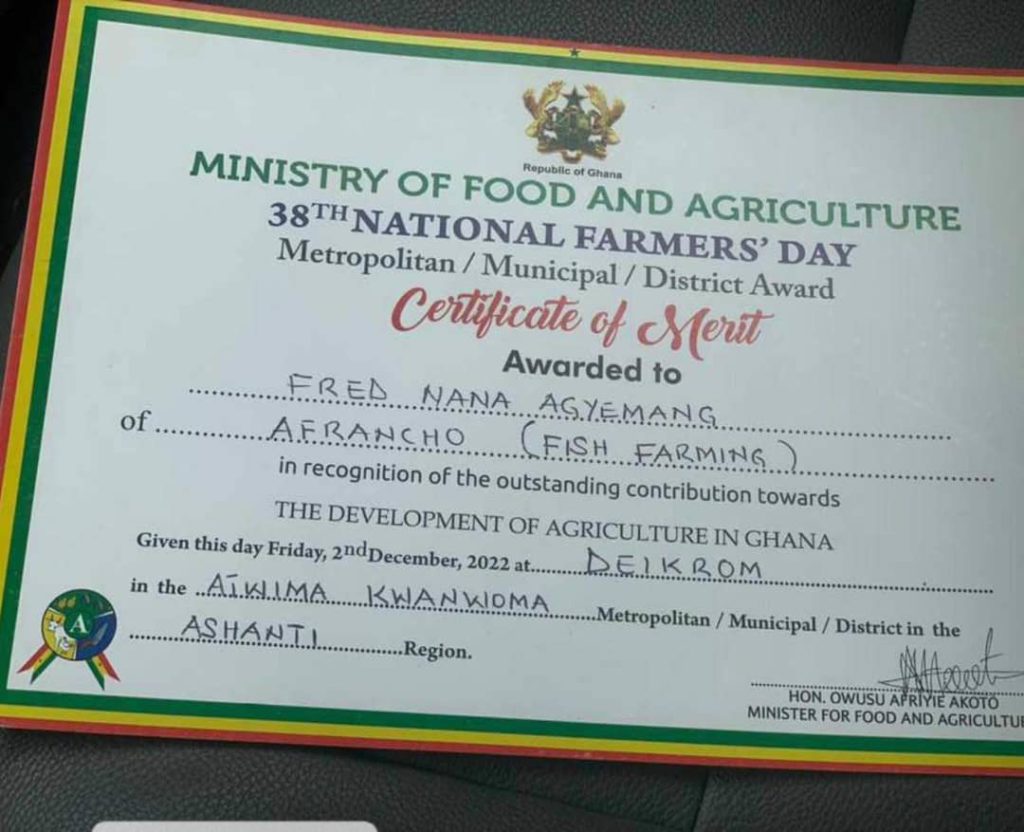 Republic of Ghana
MINISTRY OF FOOD AND AGRICULTURE
38TH NATIONAL FARMERS' DAY
Metropolitan / Municipal / District Award
Certificate of Merit
Awarded to
FRED NANA AGYEMANG
of AFRANCHO (FISH FARMING)
in recognition of the outstanding contribution towards
THE DEVELOPMENT OF AGRICULTURE IN GHANA
Given this day Friday, 2nd December, 2022 at DEIKROM
in the ATWIMA KWANWOMA Metropolitan / Municipal / District in the
ASHANTI Region.
A
HON. OWUSU AFRIYIE AKOTO
MINISTER FOR FOOD AND AGRICULTU